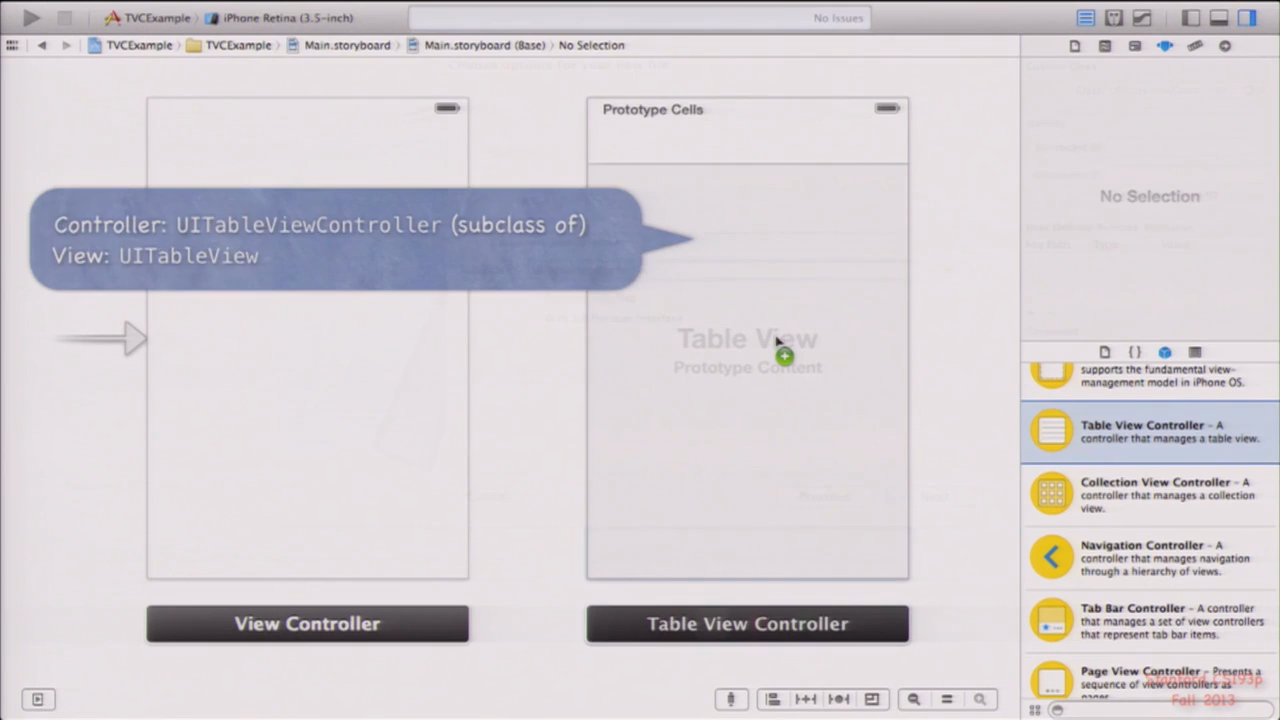 TVCExample
iPhone Retina (3.5-inch)
No Issues
TVCExample
TVCExample
Main.storyboard
Main.storyboard (Base)
No Selection
Prototype Cells
Controller: UITableViewController (subclass of)
View: UITableView
No Selection
Table View
Prototype Content
supports the fundamental view-
management model in iPhone OS.
Table View Controller – A
controller that manages a table view.
Collection View Controller – A
controller that manages a collection
view.
Navigation Controller – A
controller that manages navigation
through a hierarchy of views.
Tab Bar Controller – A controller
that manages a set of view controllers
that represent tab bar items.
Page View Controller – Presents a
sequence of view controllers as
pages.
View Controller
Table View Controller
Stanford CS193p
Fall 2013